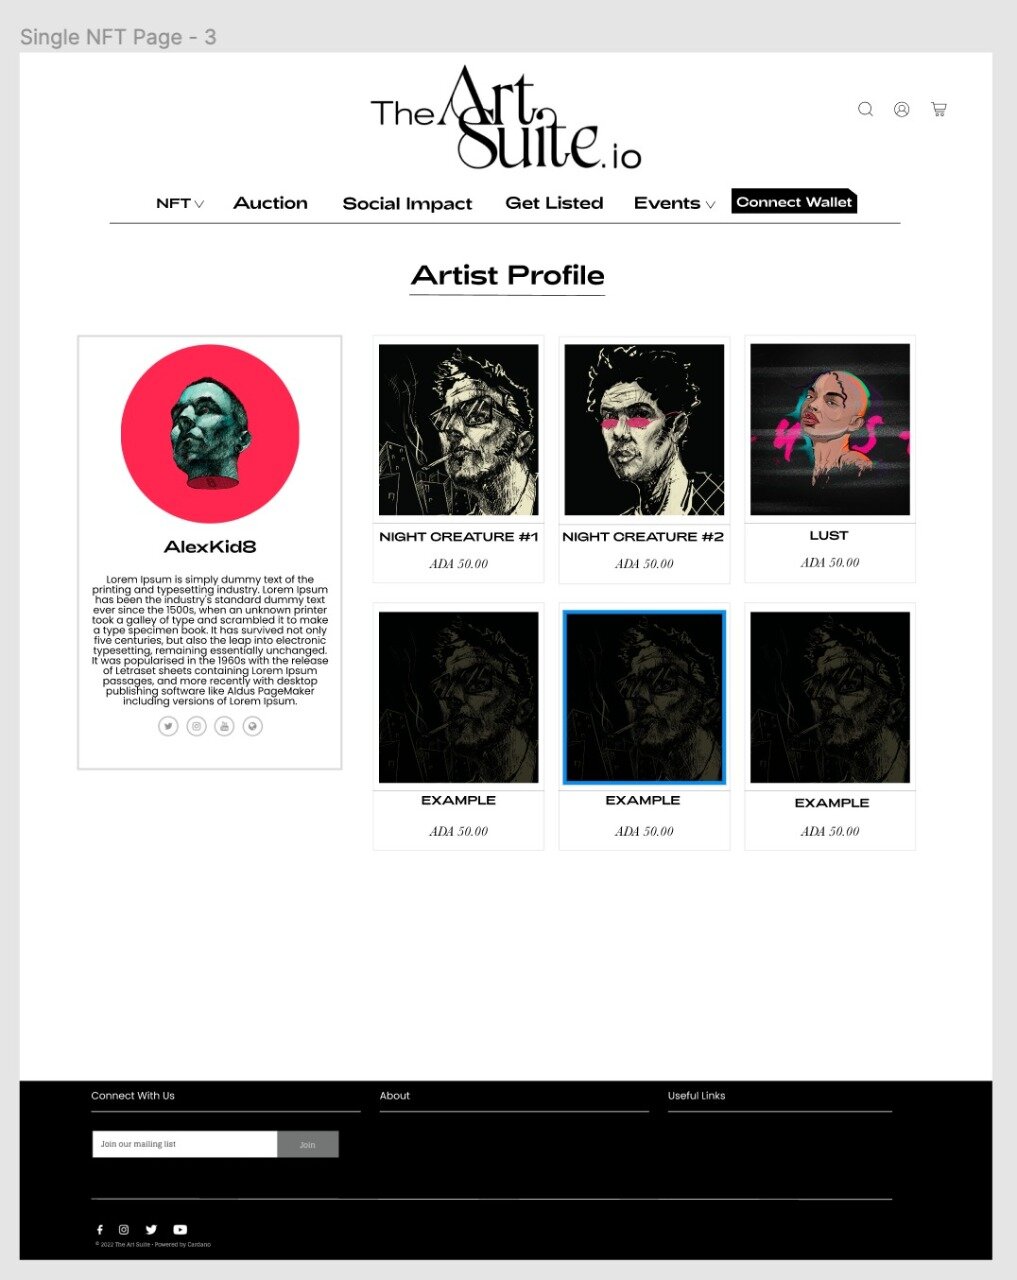 Single NFT Page - 3
The Art
Suite.io
NFT Auction Social Impact Get Listed Events Connect Wallet
Artist Profile
AlexKid8
Lorem Ipsum is simply dummy text of the
printing and typesetting industry. Lorem Ipsum
has been the industry's standard dummy text
ever since the 1500s, when an unknown printer
took a galley of type and scrambled it to make
a type specimen book. It has survived not only
five centuries, but also the leap into electronic
typesetting, remaining essentially unchanged.
It was popularised in the 1960s with the release
of Letraset sheets containing Lorem Ipsum
passages, and more recently with desktop
publishing software like Aldus PageMaker
including versions of Lorem Ipsum.
NIGHT CREATURE #1
ADA 50.00
NIGHT CREATURE #2
ADA 50.00
LUST
ADA 50.00
EXAMPLE
ADA 50.00
EXAMPLE
ADA 50.00
EXAMPLE
ADA 50.00
Connect With Us
Join our mailing list Join
About
Useful Links
© 2022 The Art Suite • Powered by Cardano